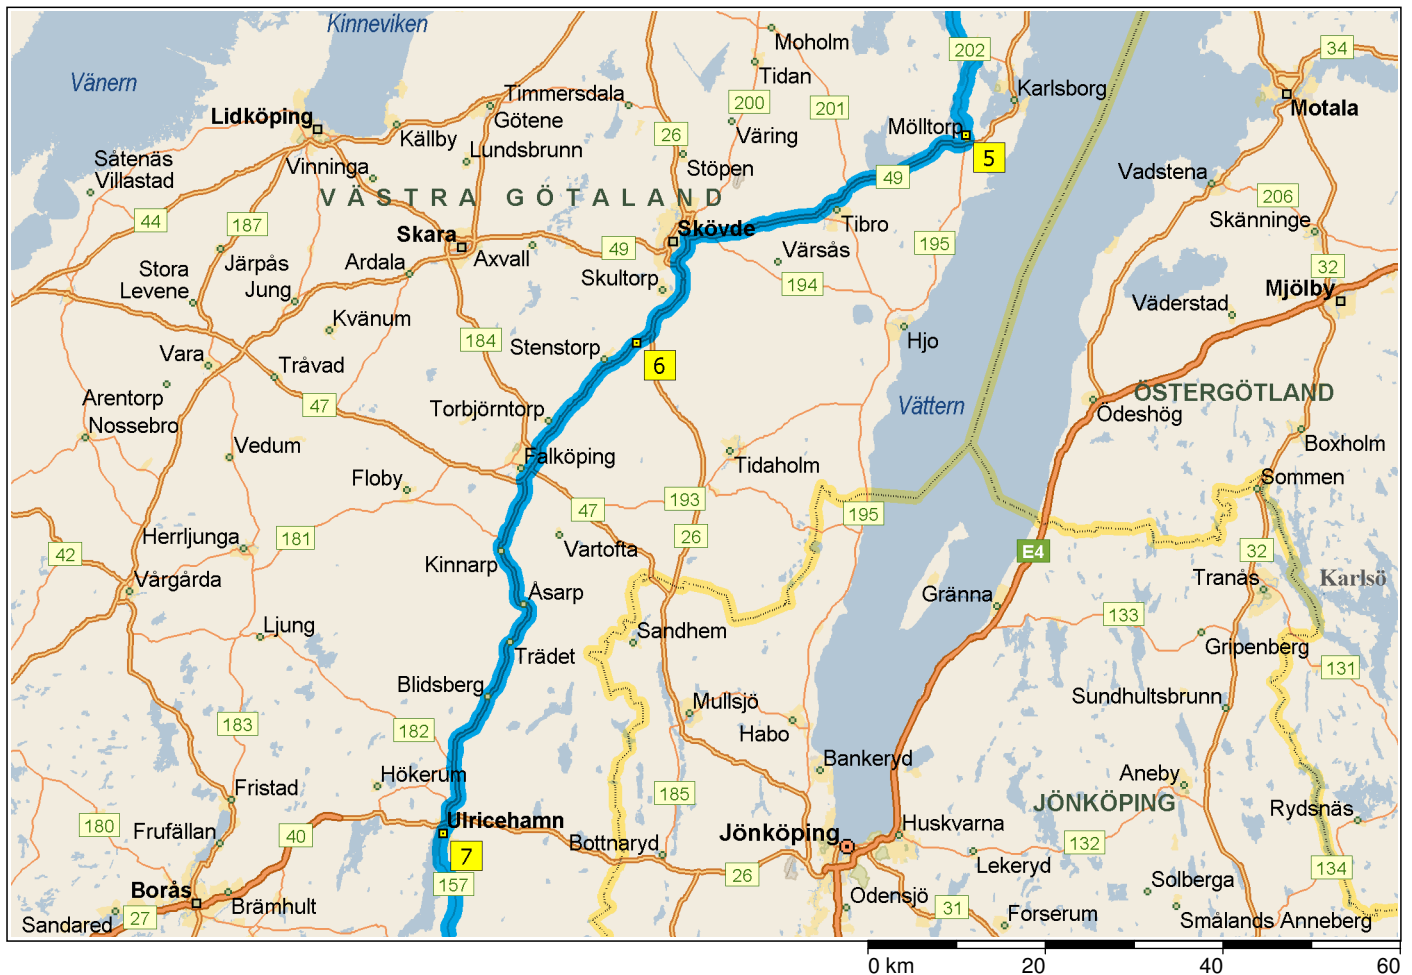 Kinneviken
202
34
Moholm
Vänern
Tidan
Karlsborg
Timmersdala
200
201
Motala
Lidköping
Götene
Väring
Mölltorp
Källby
26
5
Lundsbrunn
Såtenäs
Villastad
Vinninga
Stöpen
49
Vadstena
VÄSTRA GÖTALAND
206
44
187
Skara
Skövde
Tibro
Skänninge
49
195
Värsås
Järpås
Ardala
Axvall
32
Stora
Levene
Jung
Skultorp
194
Mjölby
Väderstad
Kvänum
184
Hjo
Stenstorp
6
Vara
Tråvad
ÖSTERGÖTLAND
Arentorp
47
Torbjörntorp
Vättern
Ödeshög
Nossebro
Vedum
Falköping
Tidaholm
Boxholm
Floby
Sommen
193
47
195
181
26
Herrljunga
42
Vartofta
E4
32
Kinnarp
Vårgårda
Åsarp
Tranås
Karlsö
Gränna
133
Ljung
Sandhem
Gripenberg
Trädet
131
Blidsberg
Sundhultsbrunn
Mullsjö
183
182
Habo
Bankeryd
Hökerum
Aneby
Fristad
185
JÖNKÖPING
Rydsnäs
180
Frufällan
40
Ulricehamn
Huskvarna
Jönköping
Bottnaryd
132
7
Lekeryd
134
157
26
Solberga
Borås
Odensjö
31
Brämhult
27
Sandared
Forserum
Smålands Anneberg
0 km
20
40
60